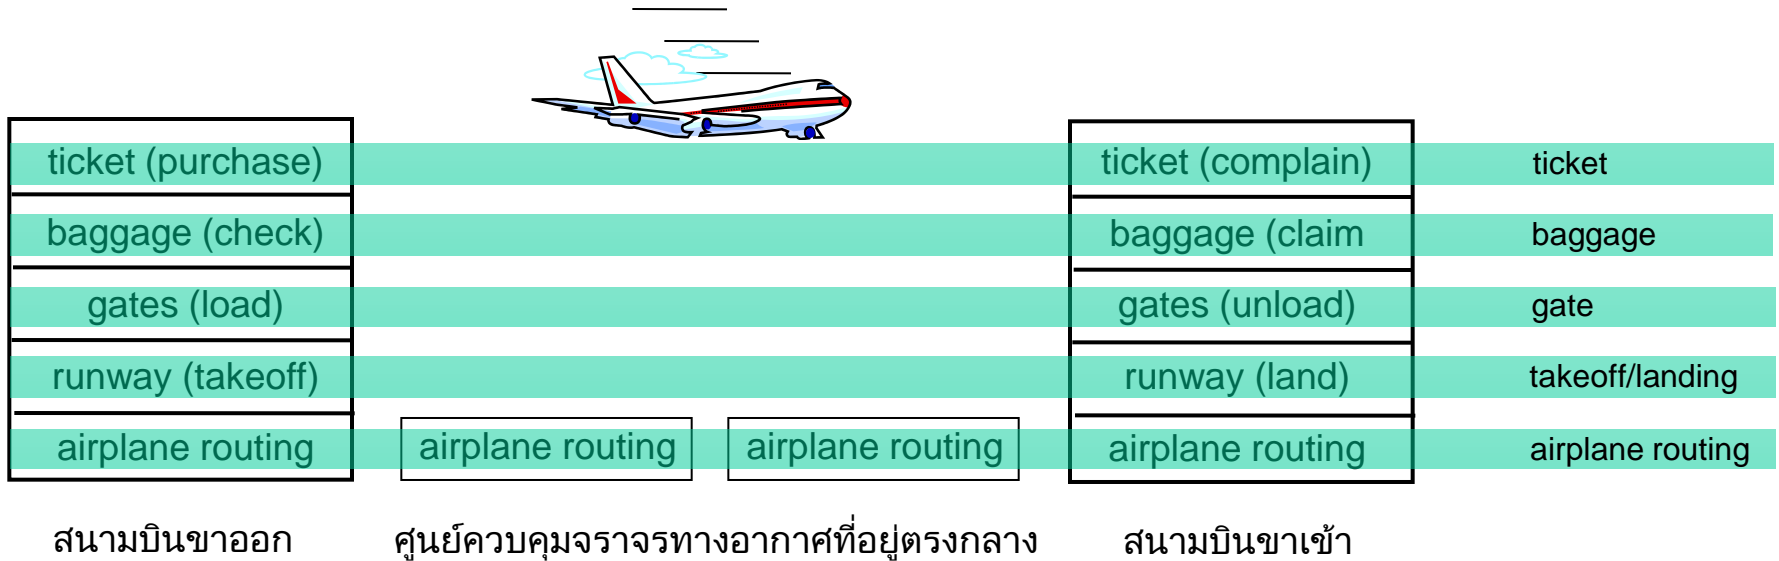 ticket (purchase) ticket (complain) ticket
baggage (check) baggage (claim baggage
gates (load) gates (unload) gate
runway (takeoff) runway (land) takeoff/landing
airplane routing airplane routing airplane routing airplane routing airplane routing
สนามบินขาออก ศูนย์ควบคุมจราจรทางอากาศที่อยู่ตรงกลาง สนามบินขาเข้า